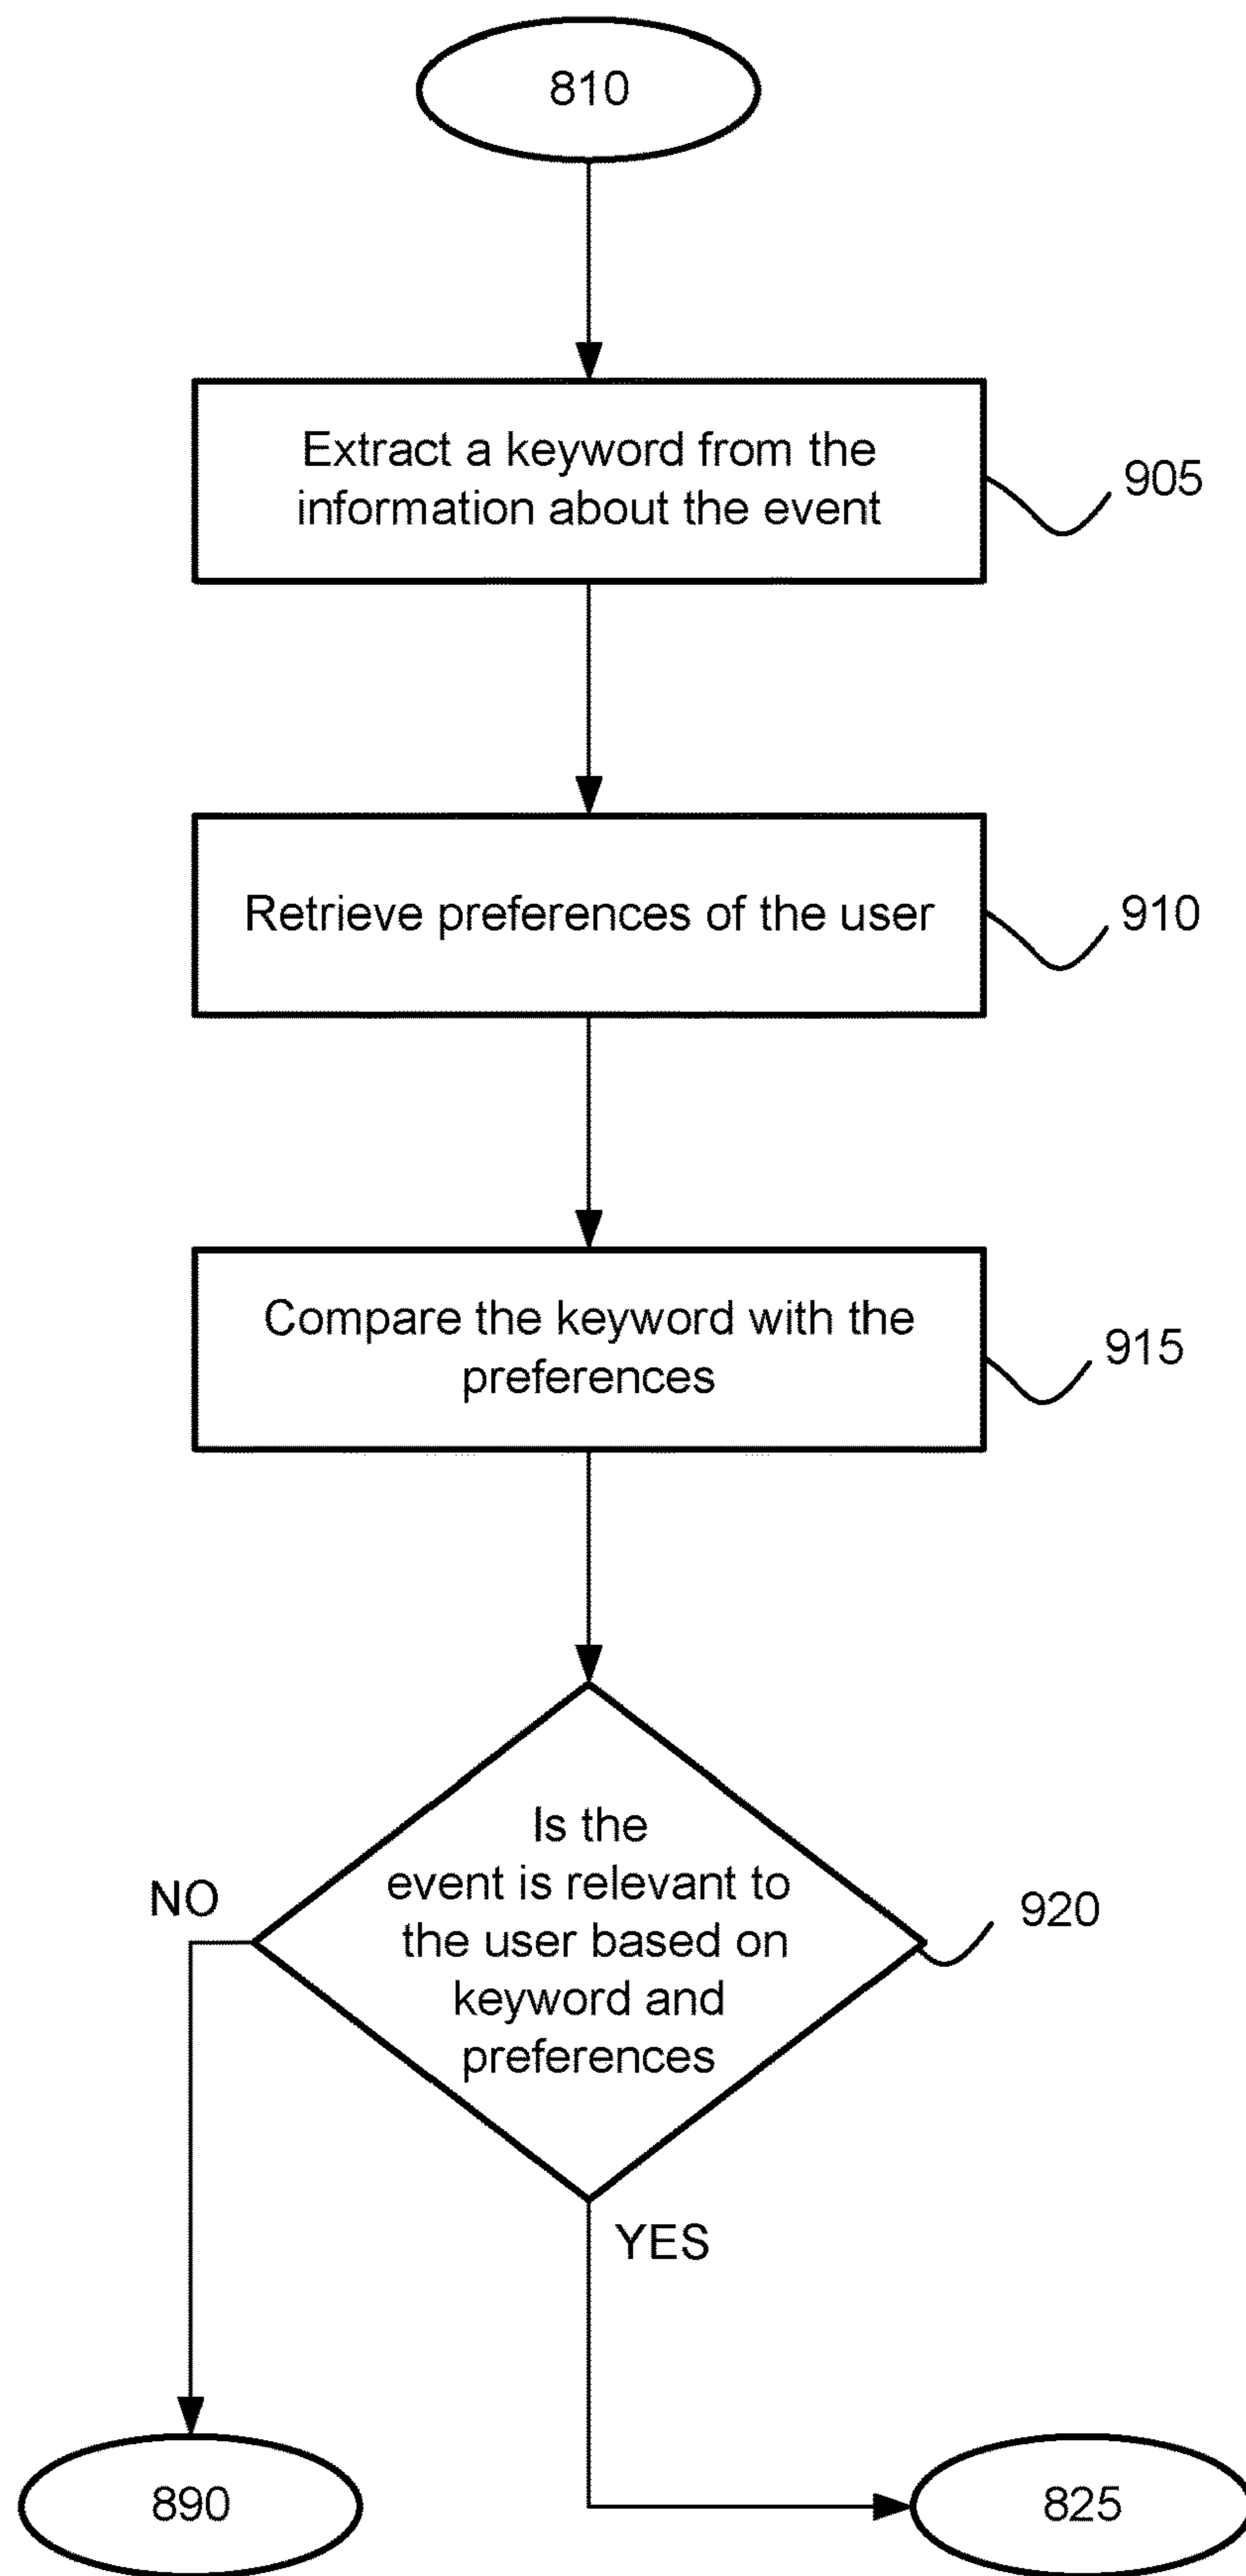 810
Extract a keyword from the
information about the event
905
Retrieve preferences of the user
910
Compare the keyword with the
preferences
915
Is the
event is relevant to
the user based on
keyword and
preferences
920
NO
YES
890
825